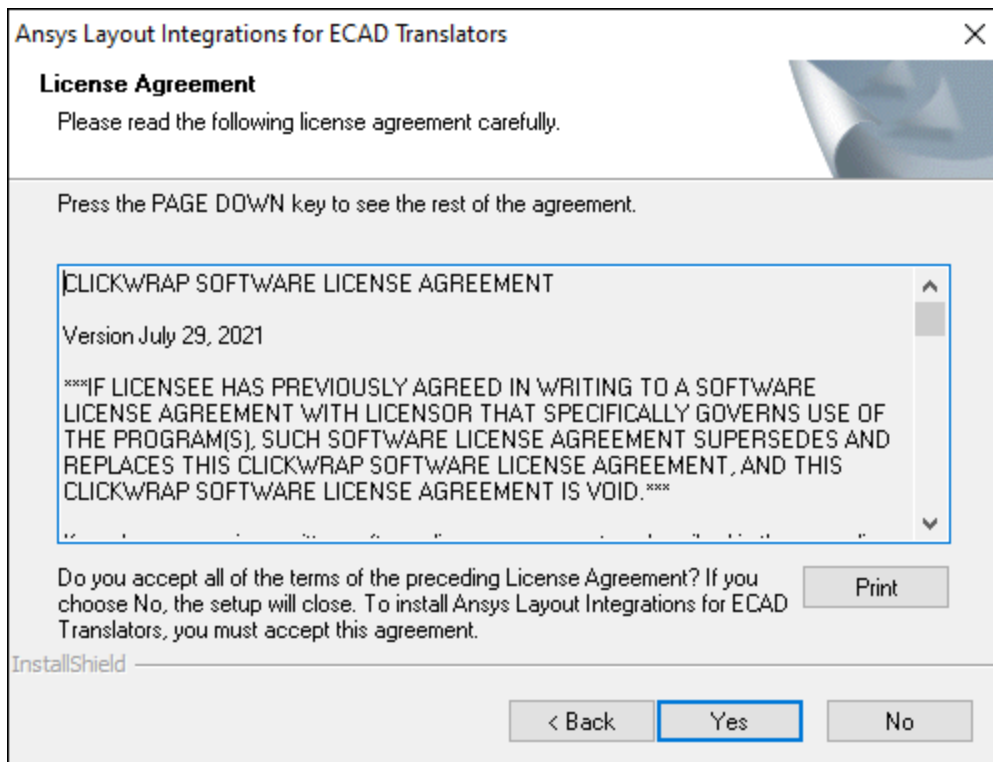 Ansys Layout Integrations for ECAD Translators
License Agreement
Please read the following license agreement carefully.
Press the PAGE DOWN key to see the rest of the agreement.
CLICKWRAP SOFTWARE LICENSE AGREEMENT
Version July 29, 2021
***IF LICENSEE HAS PREVIOUSLY AGREED IN WRITING TO A SOFTWARE
LICENSE AGREEMENT WITH LICENSOR THAT SPECIFICALLY GOVERNS USE OF
THE PROGRAM(S), SUCH SOFTWARE LICENSE AGREEMENT SUPERSEDES AND
REPLACES THIS CLICKWRAP SOFTWARE LICENSE AGREEMENT, AND THIS
CLICKWRAP SOFTWARE LICENSE AGREEMENT IS VOID.***
Do you accept all of the terms of the preceding License Agreement? If you
choose No, the setup will close. To install Ansys Layout Integrations for ECAD
Translators, you must accept this agreement.
Print
InstallShield
< Back
Yes
No